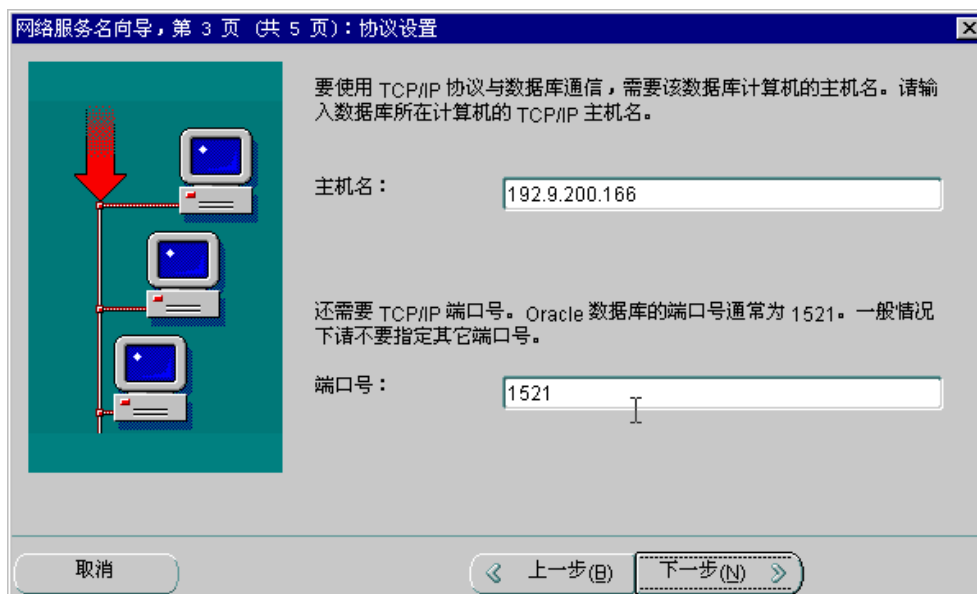 网络服务名向导，第 3 页 (共 5 页)：协议设置
要使用 TCP/IP 协议与数据库通信，需要该数据库计算机的主机名。请输
入数据库所在计算机的 TCP/IP 主机名。
主机名： 192.9.200.166
还需要 TCP/IP 端口号。Oracle 数据库的端口号通常为 1521。一般情况
下请不要指定其它端口号。
端口号： 1521
取消 上一步(B) 下一步(N)